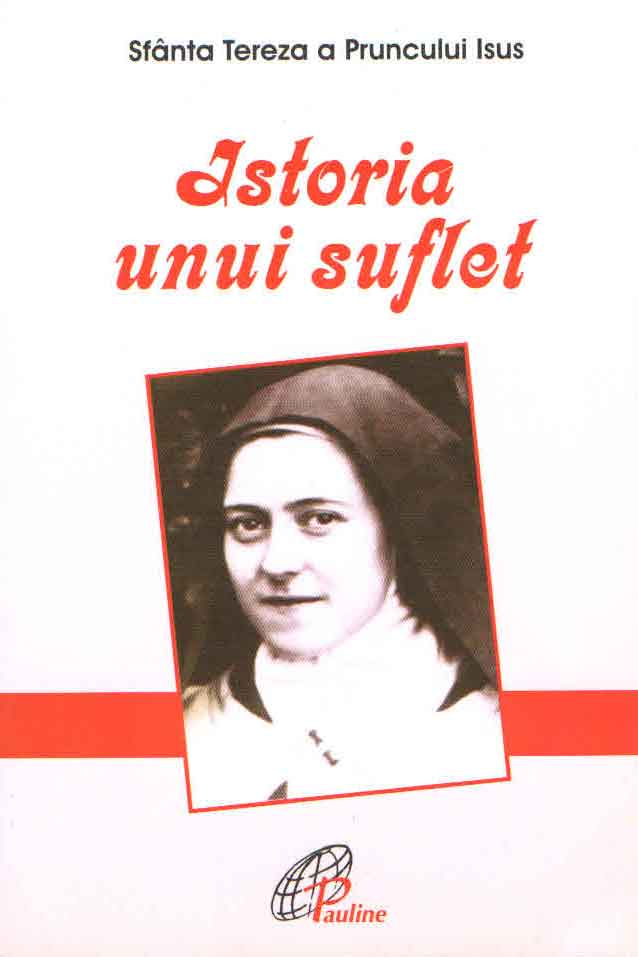 Sfânta Tereza a Pruncului Isus
Istoria
unui suflet
Pauline